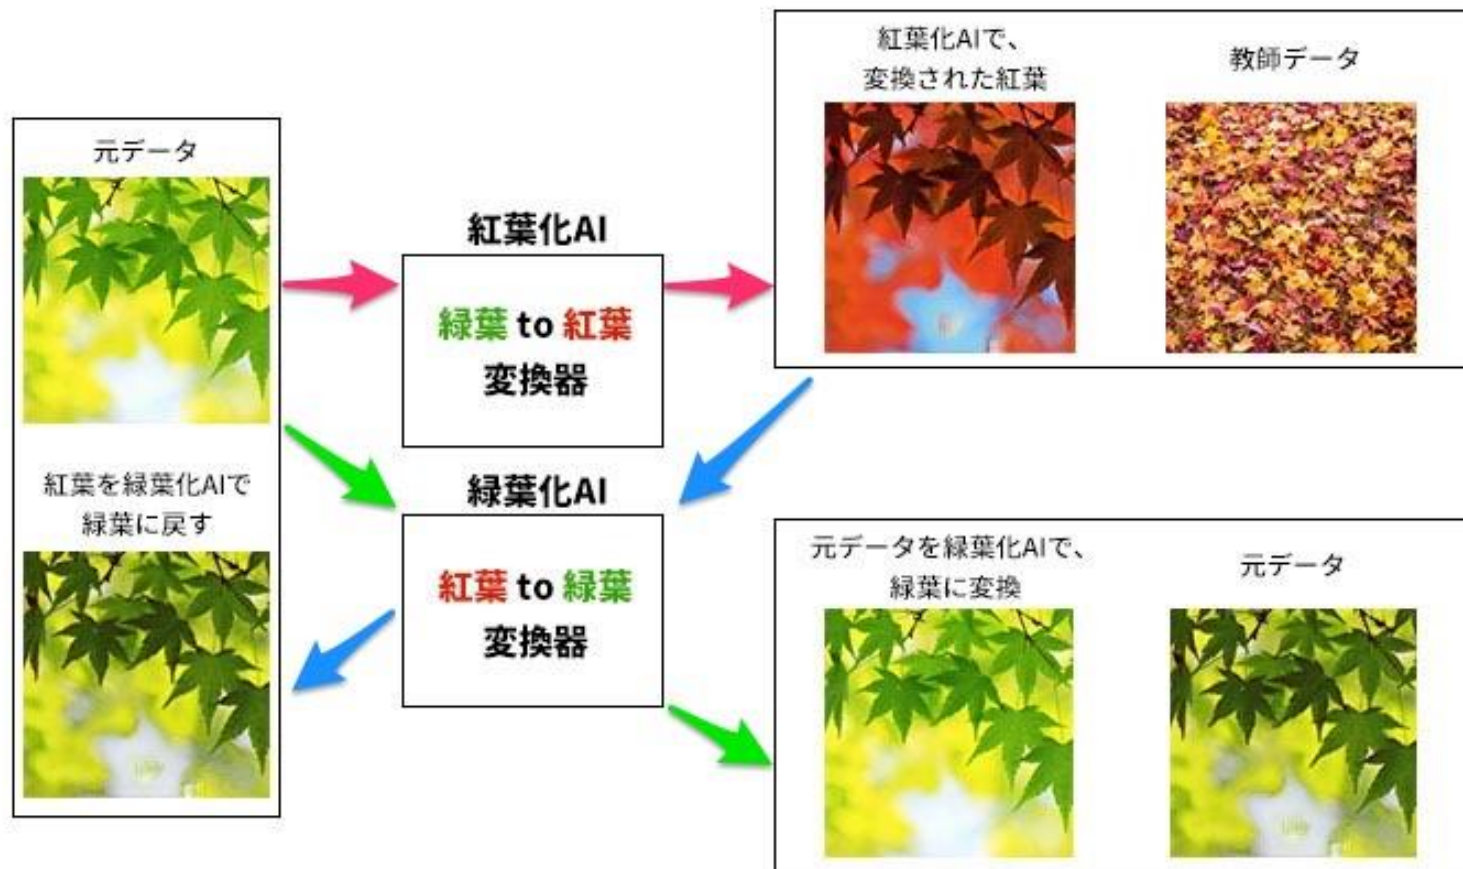 元データ
紅葉を緑葉化AIで
緑葉に戻す
紅葉化AI
緑葉 to 紅葉
変換器
緑葉化AI
紅葉 to 緑葉
変換器
紅葉化AIで、
変換された紅葉
教師データ
元データを緑葉化AIで、
緑葉に変換
元データ